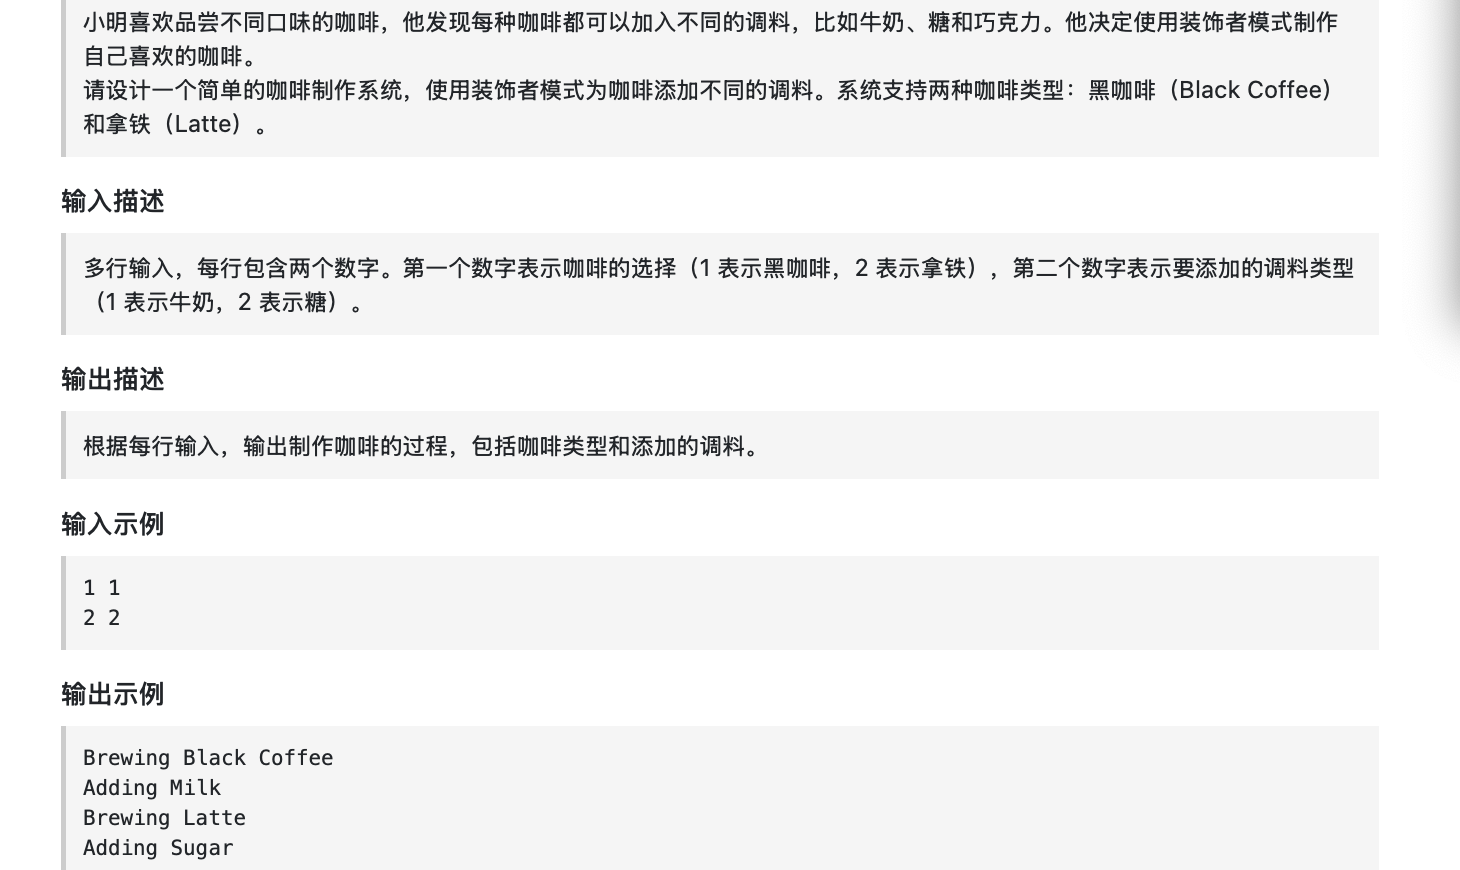 小明喜欢品尝不同口味的咖啡，他发现每种咖啡都可以加入不同的调料，比如牛奶、糖和巧克力。他决定使用装饰者模式制作
自己喜欢的咖啡。
请设计一个简单的咖啡制作系统，使用装饰者模式为咖啡添加不同的调料。系统支持两种咖啡类型：黑咖啡（Black Coffee）
和拿铁（Latte）。
输入描述
多行输入，每行包含两个数字。第一个数字表示咖啡的选择（1 表示黑咖啡，2 表示拿铁），第二个数字表示要添加的调料类型
（1 表示牛奶，2 表示糖）。
输出描述
根据每行输入，输出制作咖啡的过程，包括咖啡类型和添加的调料。
输入示例
1 1
2 2
输出示例
Brewing Black Coffee
Adding Milk
Brewing Latte
Adding Sugar